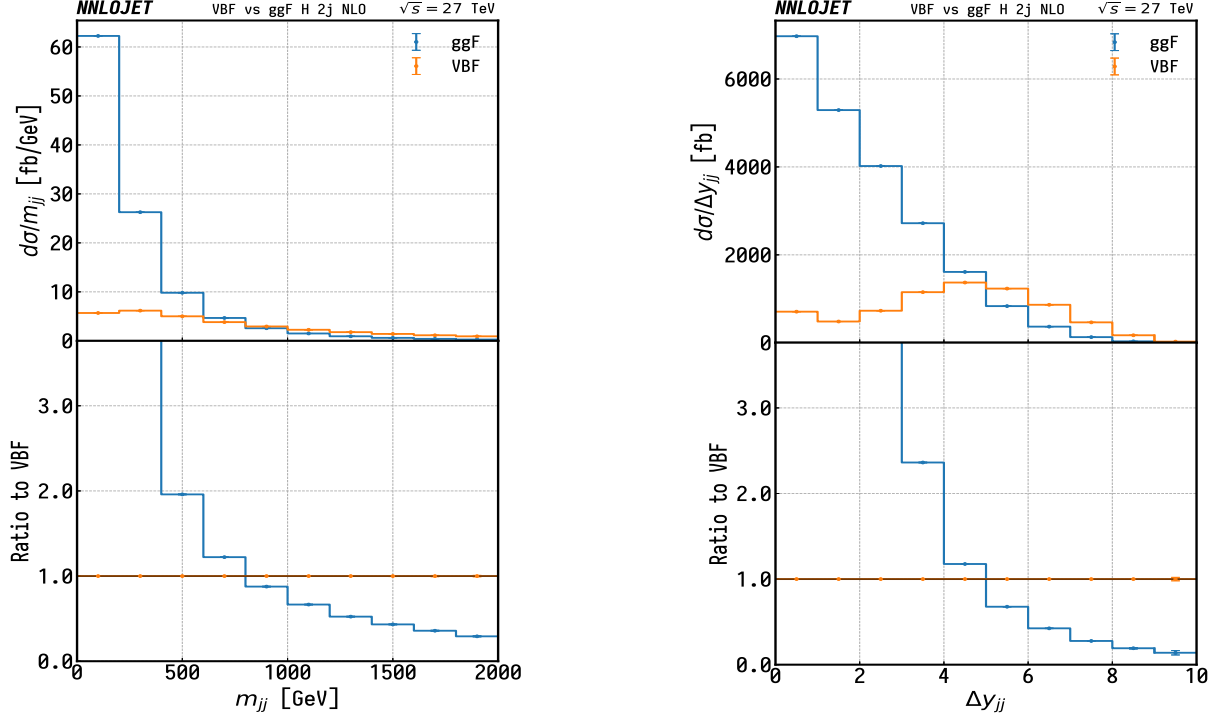 NNLOJET VBF vs ggF H 2j NLO √s = 27 TeV
ggF
VBF
dσ/m_jj [fb/GeV]
60
50
40
30
20
10
0
Ratio to VBF
3.0
2.0
1.0
0.0
0 500 1000 1500 2000
m_jj [GeV]
NNLOJET VBF vs ggF H 2j NLO √s = 27 TeV
ggF
VBF
dσ/Δy_jj [fb]
6000
4000
2000
0
Ratio to VBF
3.0
2.0
1.0
0.0
0 2 4 6 8 10
Δy_jj